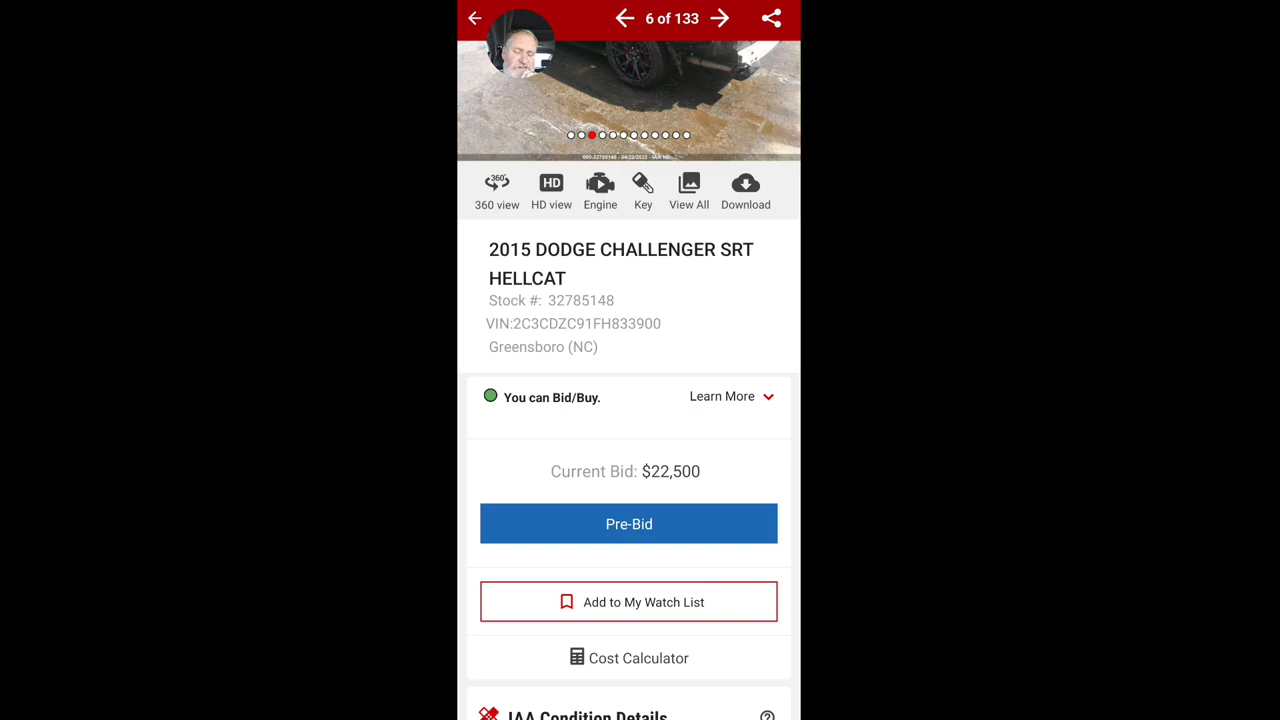 6 of 133
360°
HD
360 view
HD view
Engine
Key
View All
Download
2015 DODGE CHALLENGER SRT
HELLCAT
Stock #: 32785148
VIN:2C3CDZC91FH833900
Greensboro (NC)
You can Bid/Buy.
Learn More
Current Bid: $22,500
Pre-Bid
Add to My Watch List
Cost Calculator
IAA Condition Details